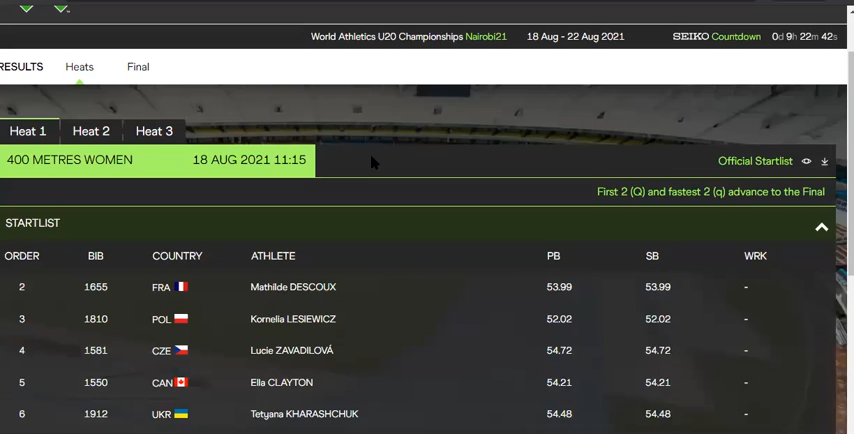 World Athletics U20 Championships Nairobi21 18 Aug - 22 Aug 2021 SEIKO Countdown 0d 9h 22m 42s
RESULTS Heats Final
Heat 1 Heat 2 Heat 3
400 METRES WOMEN 18 AUG 2021 11:15 Official Startlist
First 2 (Q) and fastest 2 (q) advance to the Final
STARTLIST
ORDER BIB COUNTRY ATHLETE PB SB WRK
2 1655 FRA Mathilde DESCOUX 53.99 53.99 -
3 1810 POL Kornelia LESIEWICZ 52.02 52.02 -
4 1581 CZE Lucie ZAVADILOVÁ 54.72 54.72 -
5 1550 CAN Ella CLAYTON 54.21 54.21 -
6 1912 UKR Tetyana KHARASHCHUK 54.48 54.48 -